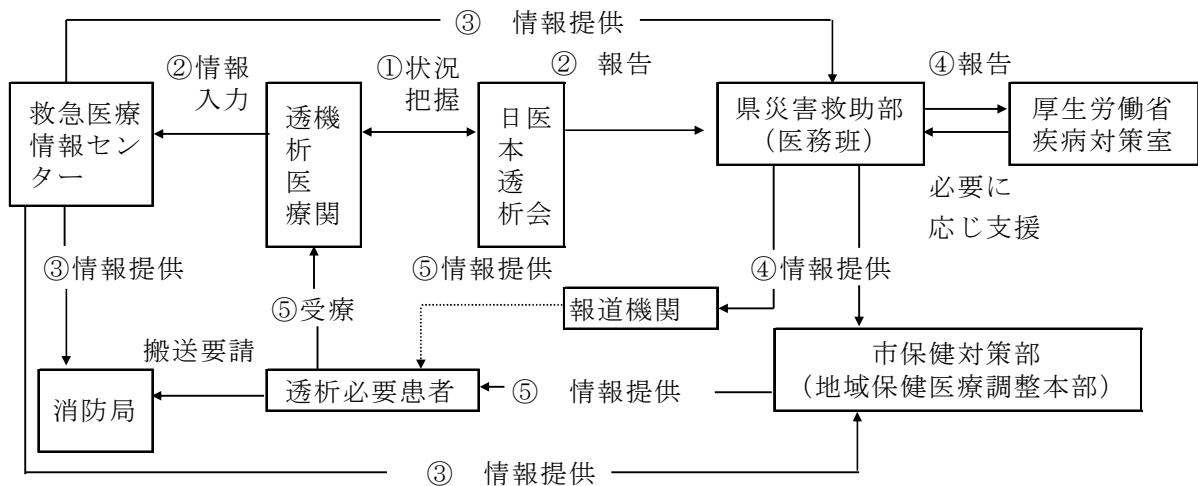 ③　情報提供
②情報
入力
①状況
把握
②　報告
④報告
救急医療
情報セン
ター
透機
析
医
療関
日医
本
透
析会
県災害救助部
（医務班）
厚生労働省
疾病対策室
必要に
応じ支援
③情報提供
⑤受療
⑤情報提供
④情報提供
報道機関
搬送要請
消防局
透析必要患者
⑤　情報提供
市保健対策部
（地域保健医療調整本部）
③　情報提供